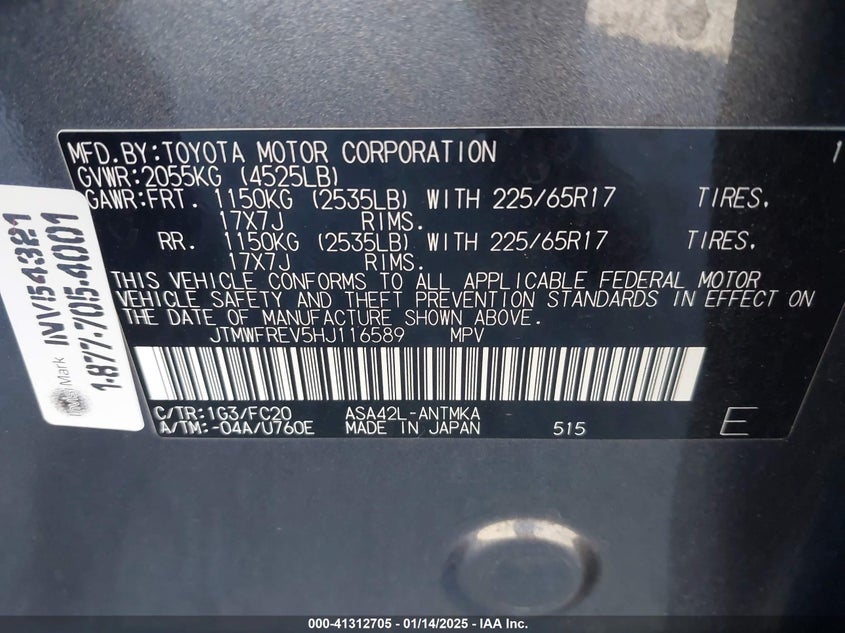 MFD.BY:TOYOTA MOTOR CORPORATION 1
GVWR:2055KG (4525LB)
GAWR:FRT. 1150KG (2535LB) WITH 225/65R17 TIRES.
17X7J RIMS.
RR. 1150KG (2535LB) WITH 225/65R17 TIRES.
17X7J RIMS.
THIS VEHICLE CONFORMS TO ALL APPLICABLE FEDERAL MOTOR
VEHICLE SAFETY AND THEFT PREVENTION STANDARDS IN EFFECT ON
THE DATE OF MANUFACTURE SHOWN ABOVE.
JTMWFREV5HJ116589 MPV
C/TR:1G3/FC20 ASA42L-ANTMKA
A/TM:-04A/U760E MADE IN JAPAN 515 E
Mark
INV54321
1-877-705-4001
000-41312705 - 01/14/2025 - IAA Inc.